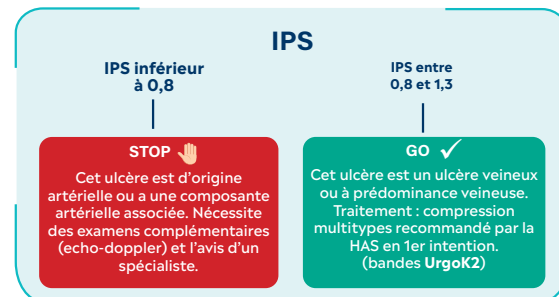 IPS
IPS inférieur
à 0,8
STOP
Cet ulcère est d'origine
artérielle ou a une composante
artérielle associée. Nécessite
des examens complémentaires
(echo-doppler) et l'avis d'un
spécialiste.
IPS entre
0,8 et 1,3
GO
Cet ulcère est un ulcère veineux
ou à prédominance veineuse.
Traitement : compression
multitypes recommandé par la
HAS en 1er intention.
(bandes UrgoK2)